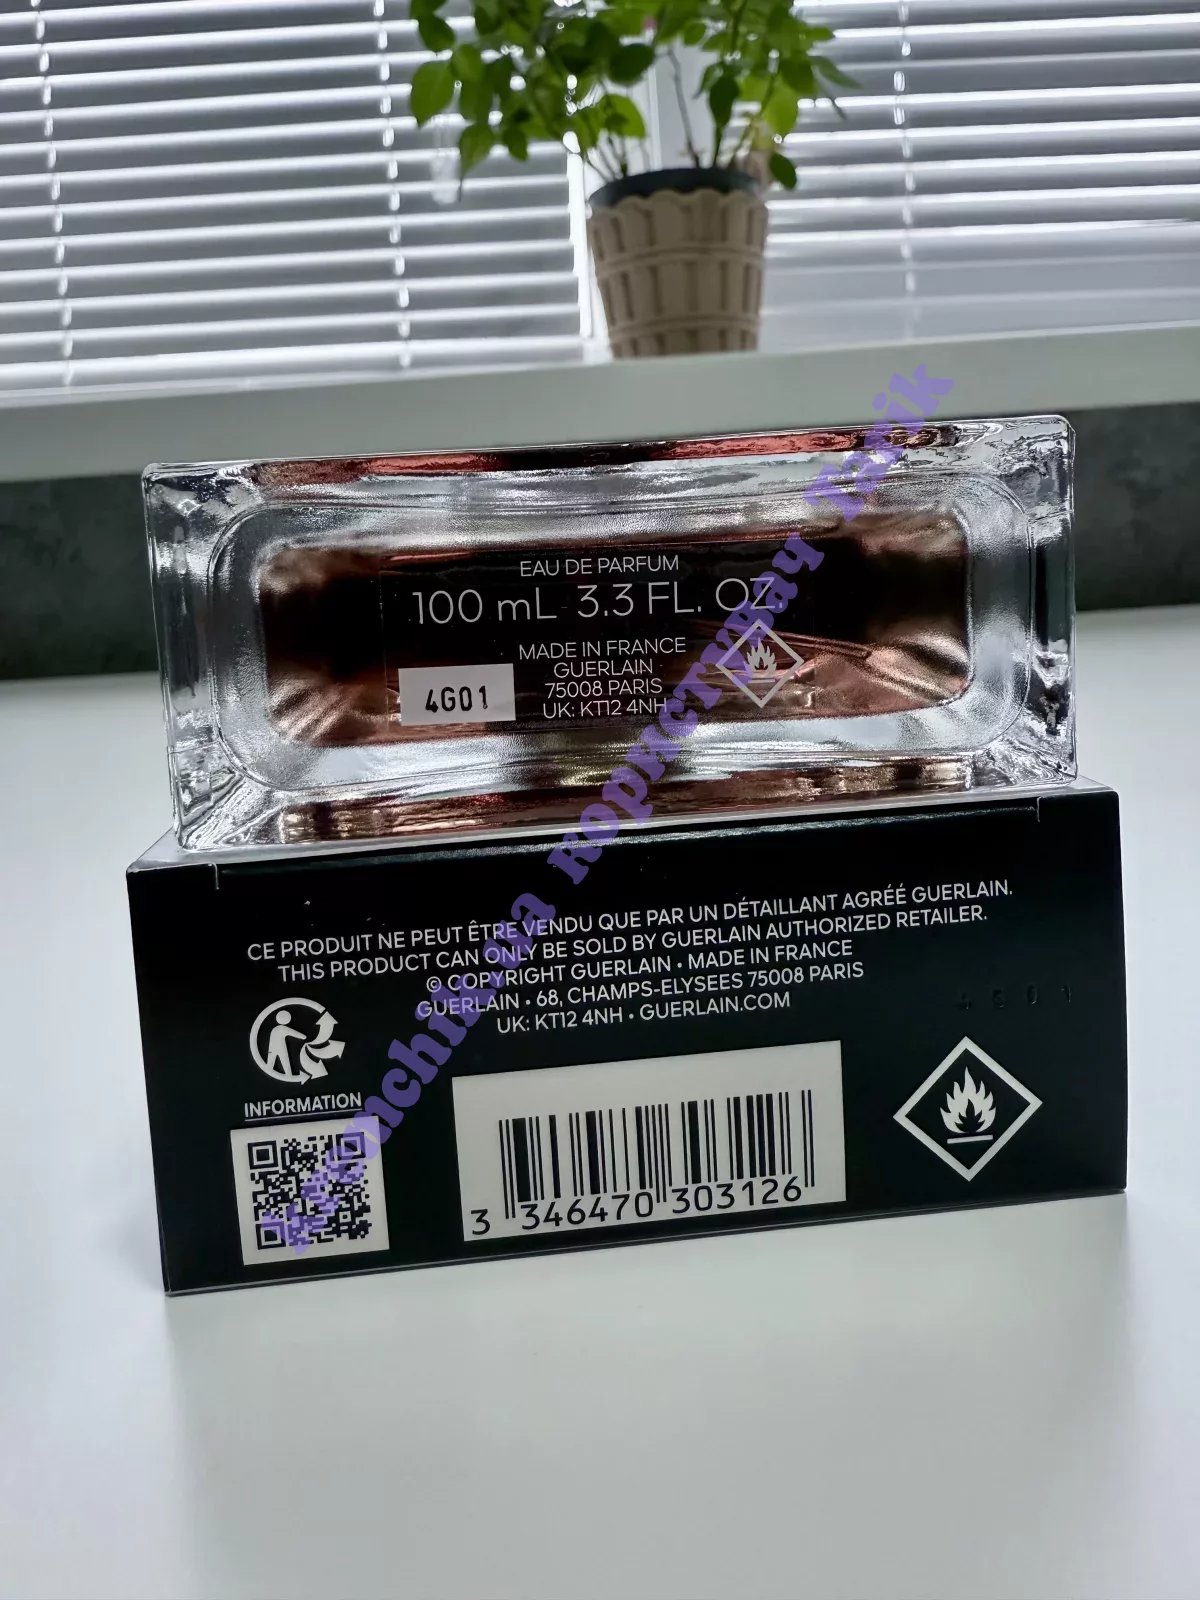 EAU DE PARFUM
100 mL 3.3 FL. OZ.
MADE IN FRANCE
GUERLAIN
75008 PARIS
UK: KT12 4NH
4G01
CE PRODUIT NE PEUT ÊTRE VENDU QUE PAR UN DÉTAILLANT AGRÉÉ GUERLAIN.
THIS PRODUCT CAN ONLY BE SOLD BY GUERLAIN AUTHORIZED RETAILER.
© COPYRIGHT GUERLAIN • MADE IN FRANCE
GUERLAIN • 68, CHAMPS-ELYSEES 75008 PARIS
UK: KT12 4NH • GUERLAIN.COM
4G01
INFORMATION
3 346470 303126
користувач Tarik